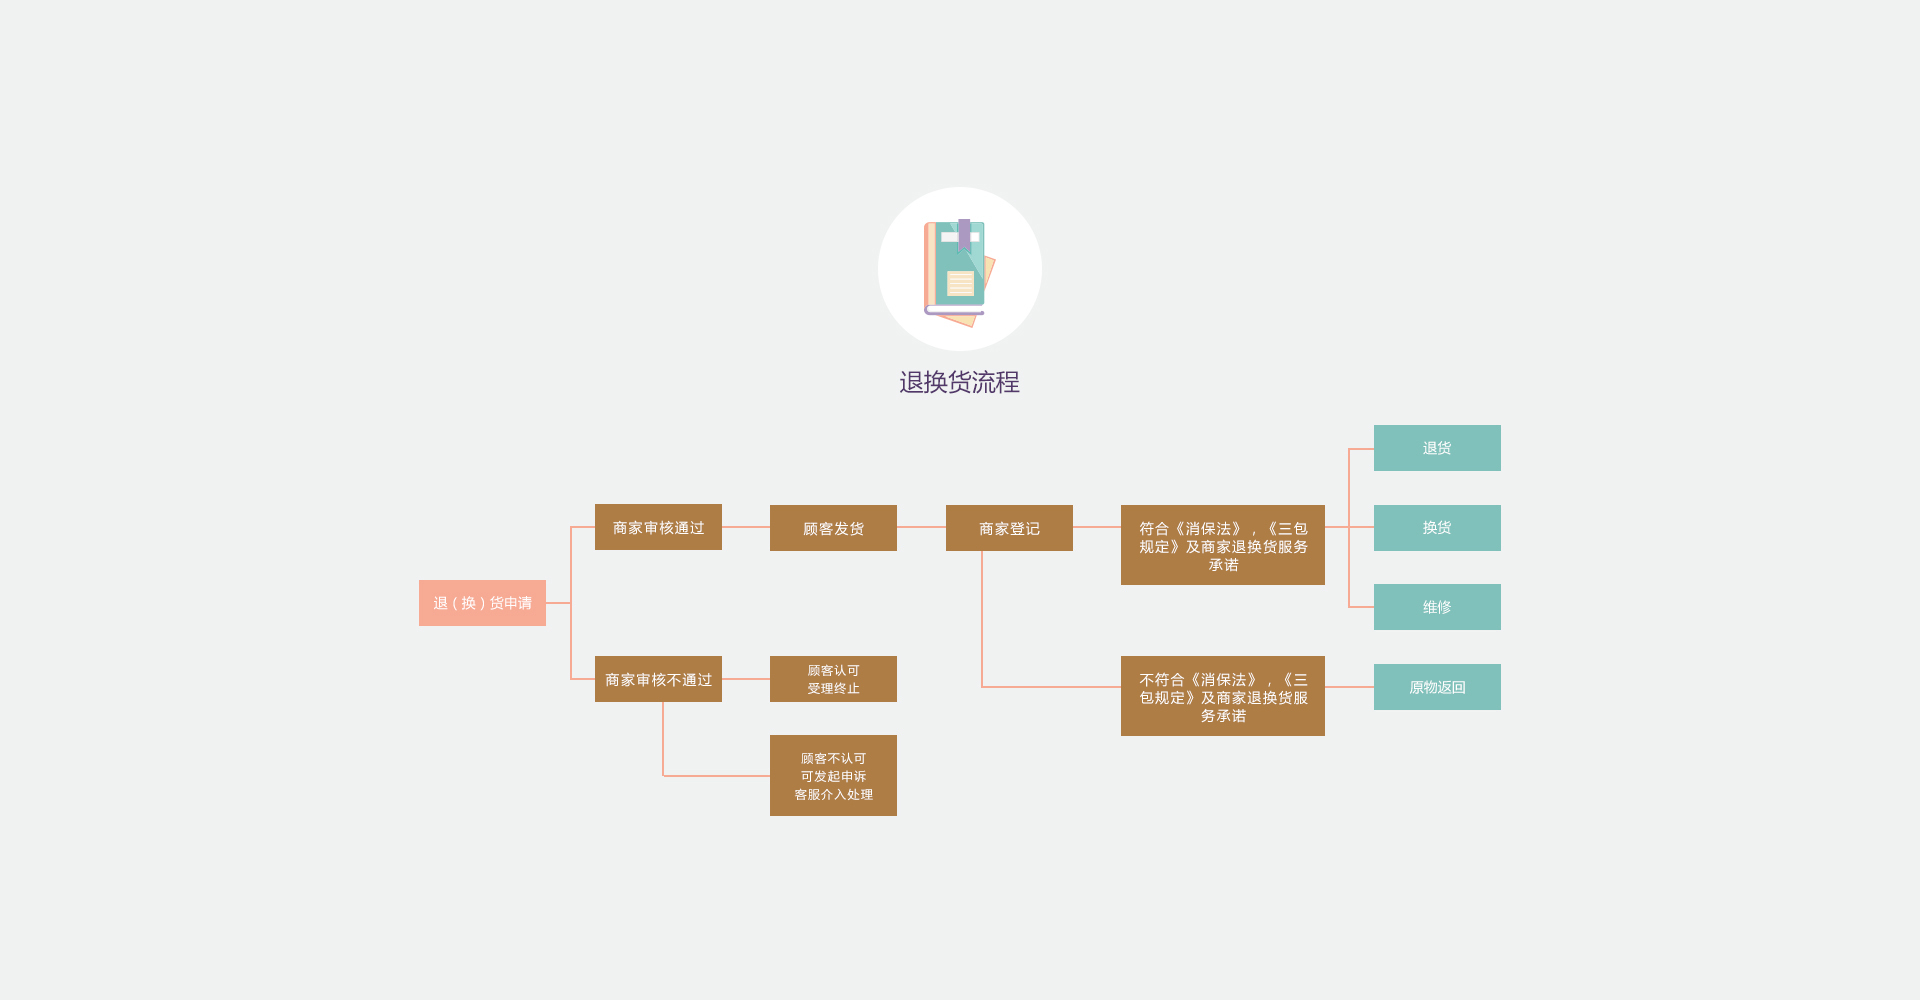 退换货流程
退（换）货申请
商家审核通过
顾客发货
商家登记
符合《消保法》，《三包
规定》及商家退换货服务
承诺
退货
换货
维修
商家审核不通过
顾客认可
受理终止
顾客不认可
可发起申诉
客服介入处理
不符合《消保法》，《三
包规定》及商家退换货服
务承诺
原物返回